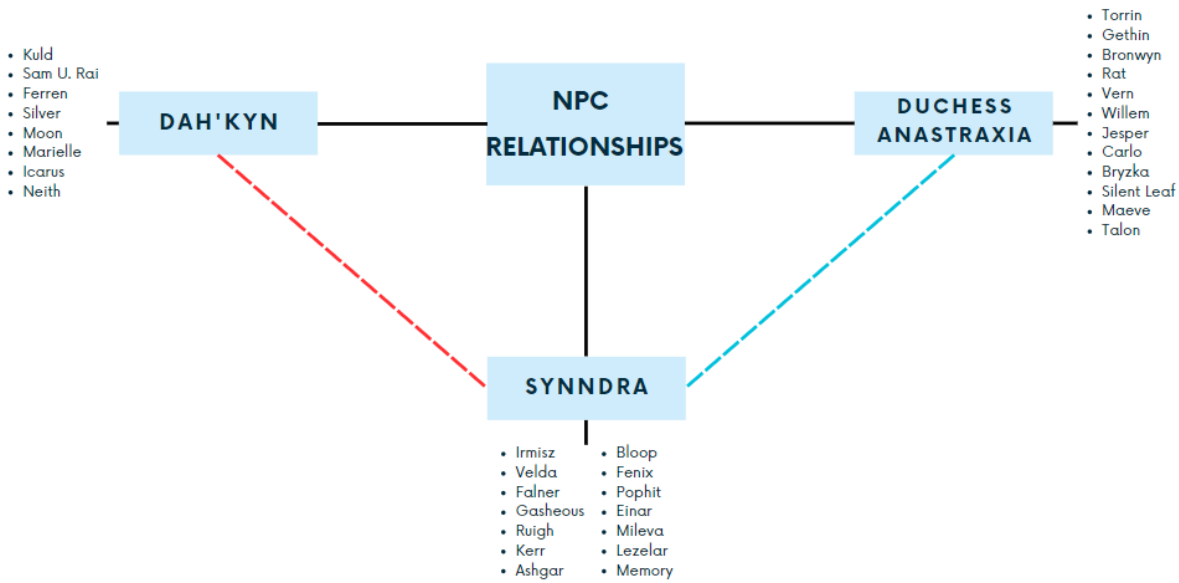 NPC
RELATIONSHIPS
DAH'KYN
• Kuld
• Sam U. Rai
• Ferren
• Silver
• Moon
• Marielle
• Icarus
• Neith
DUCHESS
ANASTRAXIA
• Torrin
• Gethin
• Bronwyn
• Rat
• Vern
• Willem
• Jesper
• Carlo
• Bryzka
• Silent Leaf
• Maeve
• Talon
SYNNDRA
• Irmisz
• Velda
• Falner
• Gasheous
• Ruigh
• Kerr
• Ashgar
• Bloop
• Fenix
• Pophit
• Einar
• Mileva
• Lezelar
• Memory